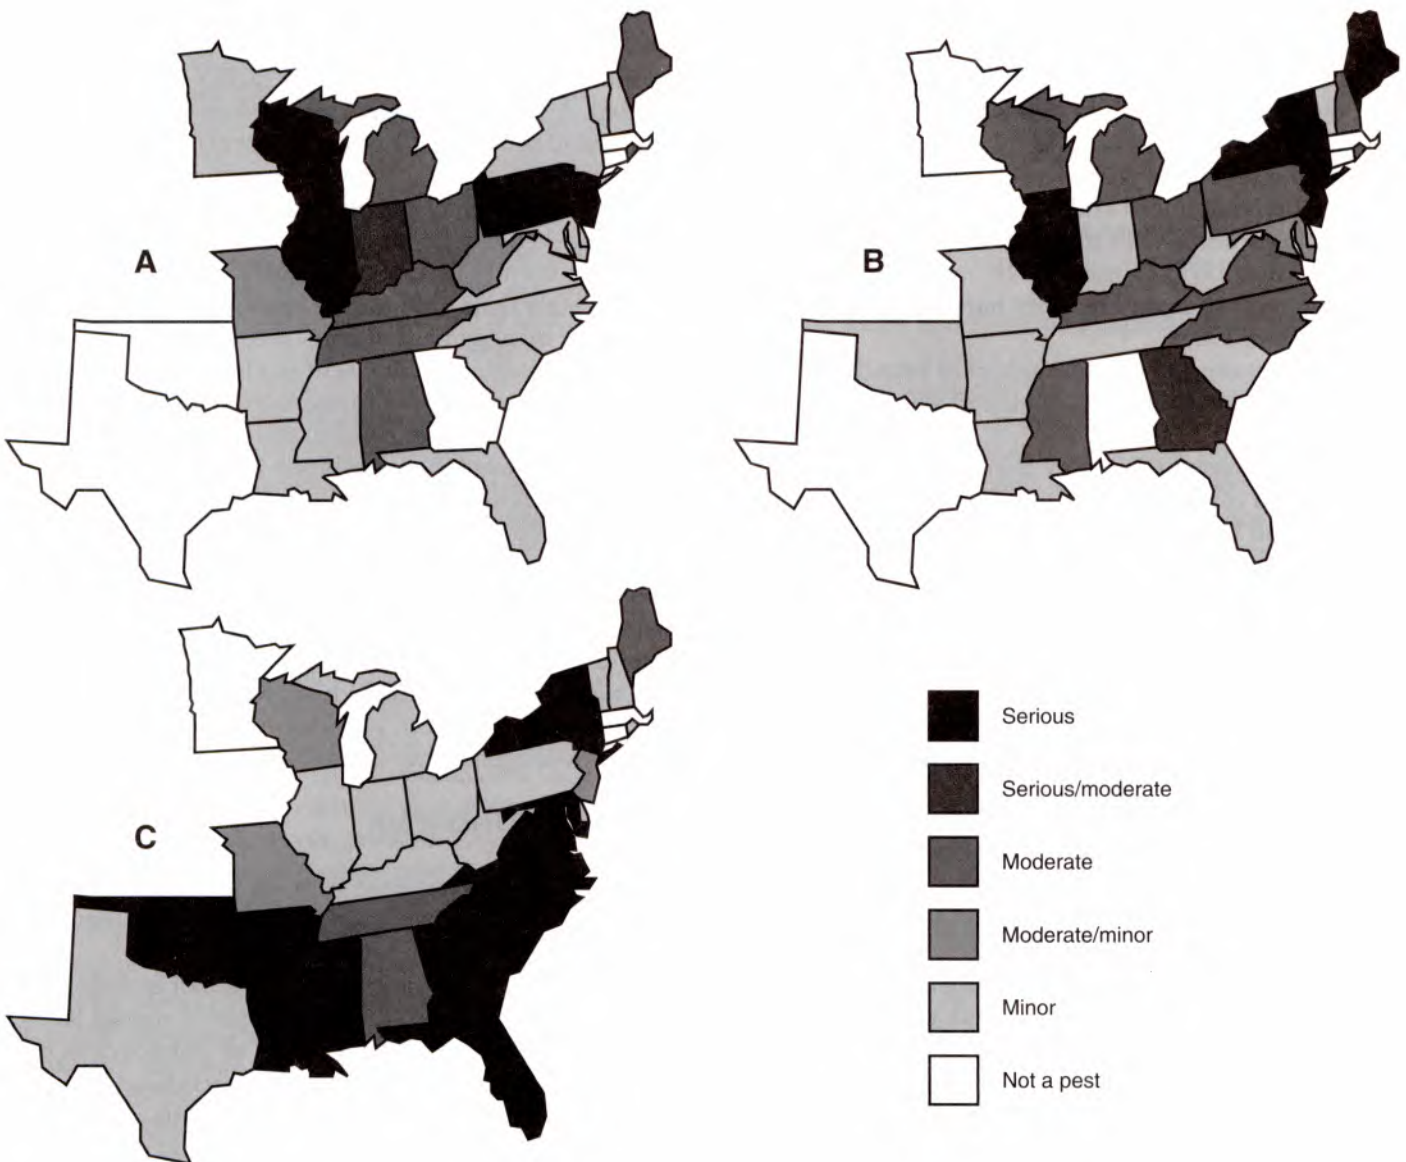 A
B
C
Serious
Serious/moderate
Moderate
Moderate/minor
Minor
Not a pest